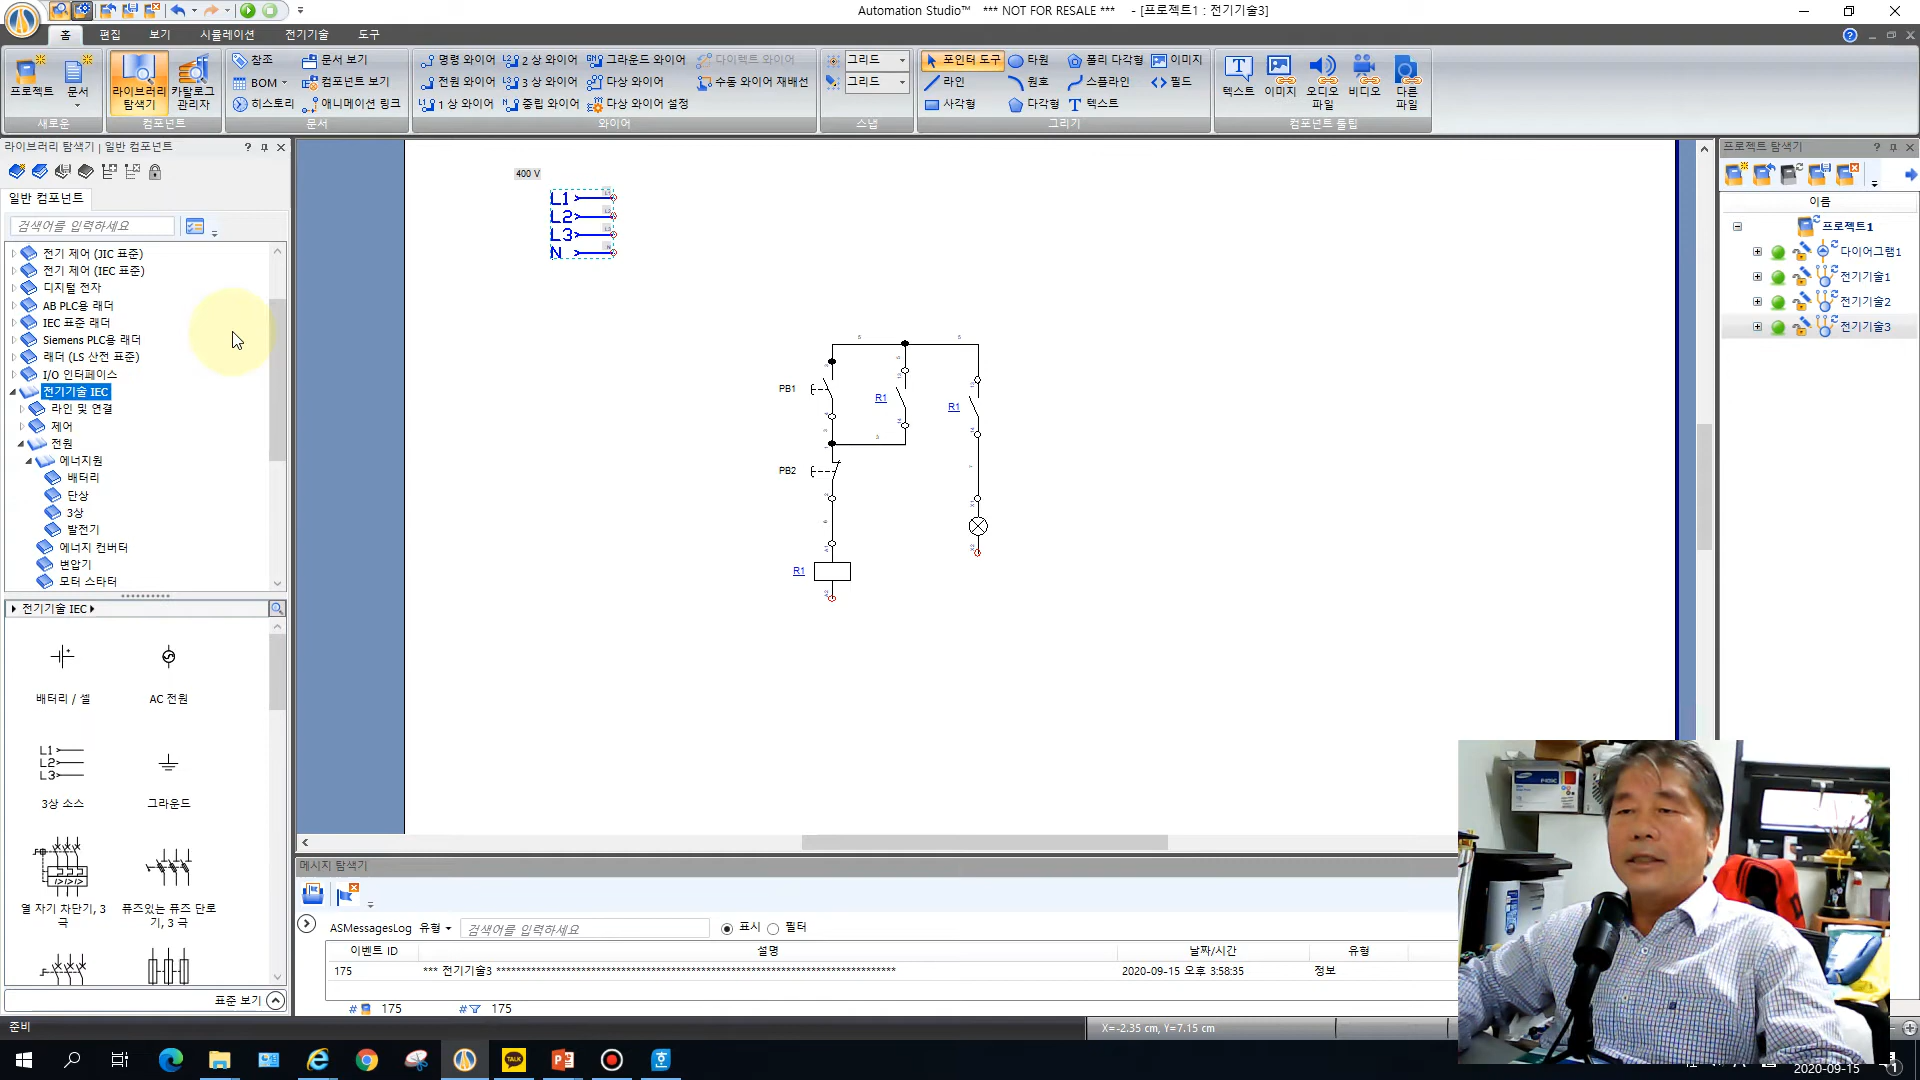 Automation Studio™ *** NOT FOR RESALE *** - [프로젝트1 : 전기기술3]
홈 편집 보기 시뮬레이션 전기기술 도구
프로젝트 문서
새로운
라이브러리 탐색기
카탈로그 관리자
컴포넌트
참조 문서 보기
BOM 컴포넌트 보기
히스토리 애니메이션 링크
문서
명령 와이어 2 상 와이어 그라운드 와이어 다이렉트 와이어
전원 와이어 3 상 와이어 다상 와이어 수동 와이어 재배선
1 상 와이어 중립 와이어 다상 와이어 설정
와이어
그리드
그리드
스냅
포인터 도구 타원 폴리 다각형 이미지
라인 원호 스플라인 필드
사각형 다각형 텍스트
그리기
텍스트 이미지 오디오 파일 비디오 다른 파일
컴포넌트 툴팁
라이브러리 탐색기 | 일반 컴포넌트
일반 컴포넌트
검색어를 입력하세요
전기 제어 (JIC 표준)
전기 제어 (IEC 표준)
디지털 전자
AB PLC용 래더
IEC 표준 래더
Siemens PLC용 래더
래더 (LS 산전 표준)
I/O 인터페이스
전기기술 IEC
라인 및 연결
제어
전원
에너지원
배터리
단상
3상
발전기
에너지 컨버터
변압기
모터 스타터
전기기술 IEC
배터리 / 셀
AC 전원
L1
L2
L3
3상 소스
그라운드
열 자기 차단기, 3 극
퓨즈있는 퓨즈 단로기, 3 극
표준 보기
준비
400 V
L1
L2
L3
N
PB1
R1
R1
PB2
R1
프로젝트 탐색기
이름
프로젝트1
다이어그램1
전기기술1
전기기술2
전기기술3
메시지 탐색기
ASMessagesLog 유형 검색어를 입력하세요 표시 필터
이벤트 ID 설명 날짜/시간 유형
175 *** 전기기술3 ******************************************************************************** 2020-09-15 오후 3:58:35 정보
# 175 # 175
X=-2.35 cm, Y=7.15 cm
TALK
SAMSUNG
2020-09-15
1